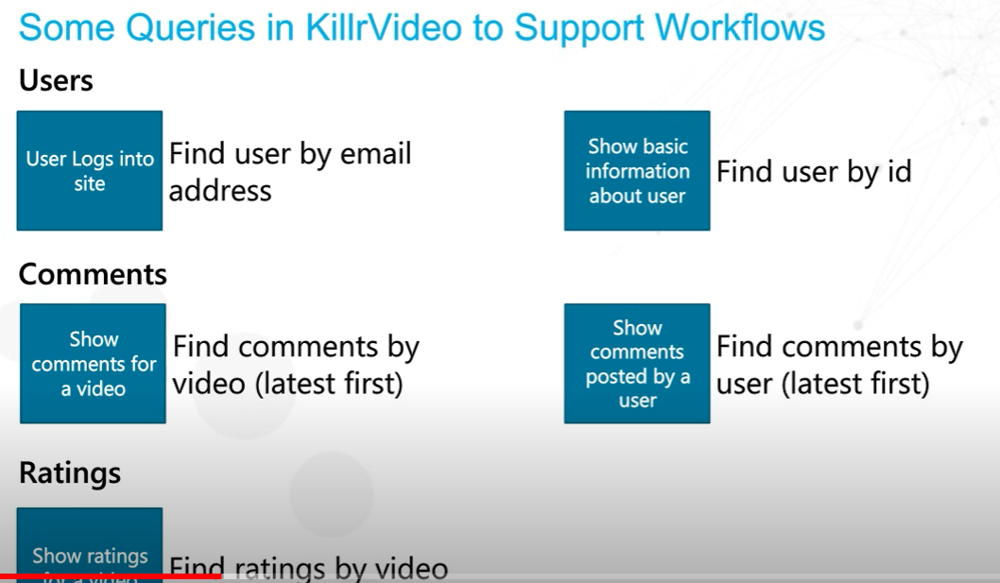 Some Queries in KillrVideo to Support Workflows
Users
User Logs into
site
Find user by email
address
Show basic
information
about user
Find user by id
Comments
Show
comments for
a video
Find comments by
video (latest first)
Show
comments
posted by a
user
Find comments by
user (latest first)
Ratings
Show ratings
for a video
Find ratings by video